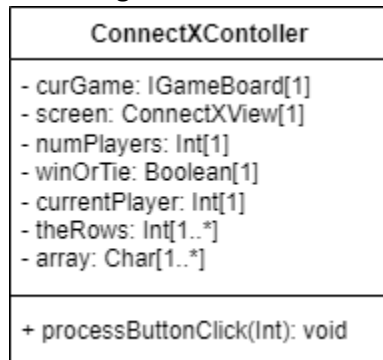 ConnectXContoller
- curGame: IGameBoard[1]
- screen: ConnectXView[1]
- numPlayers: Int[1]
- winOrTie: Boolean[1]
- currentPlayer: Int[1]
- theRows: Int[1..*]
- array: Char[1..*]
+ processButtonClick(Int): void